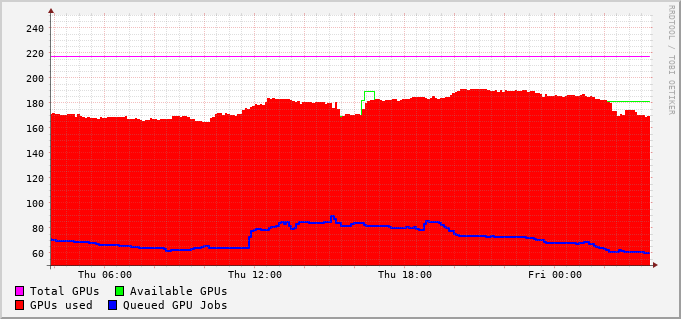 240
220
200
180
160
140
120
100
80
60
Thu 06:00 Thu 12:00 Thu 18:00 Fri 00:00
Total GPUs Available GPUs
GPUs used Queued GPU Jobs
RRDTOOL / TOBI OETIKER